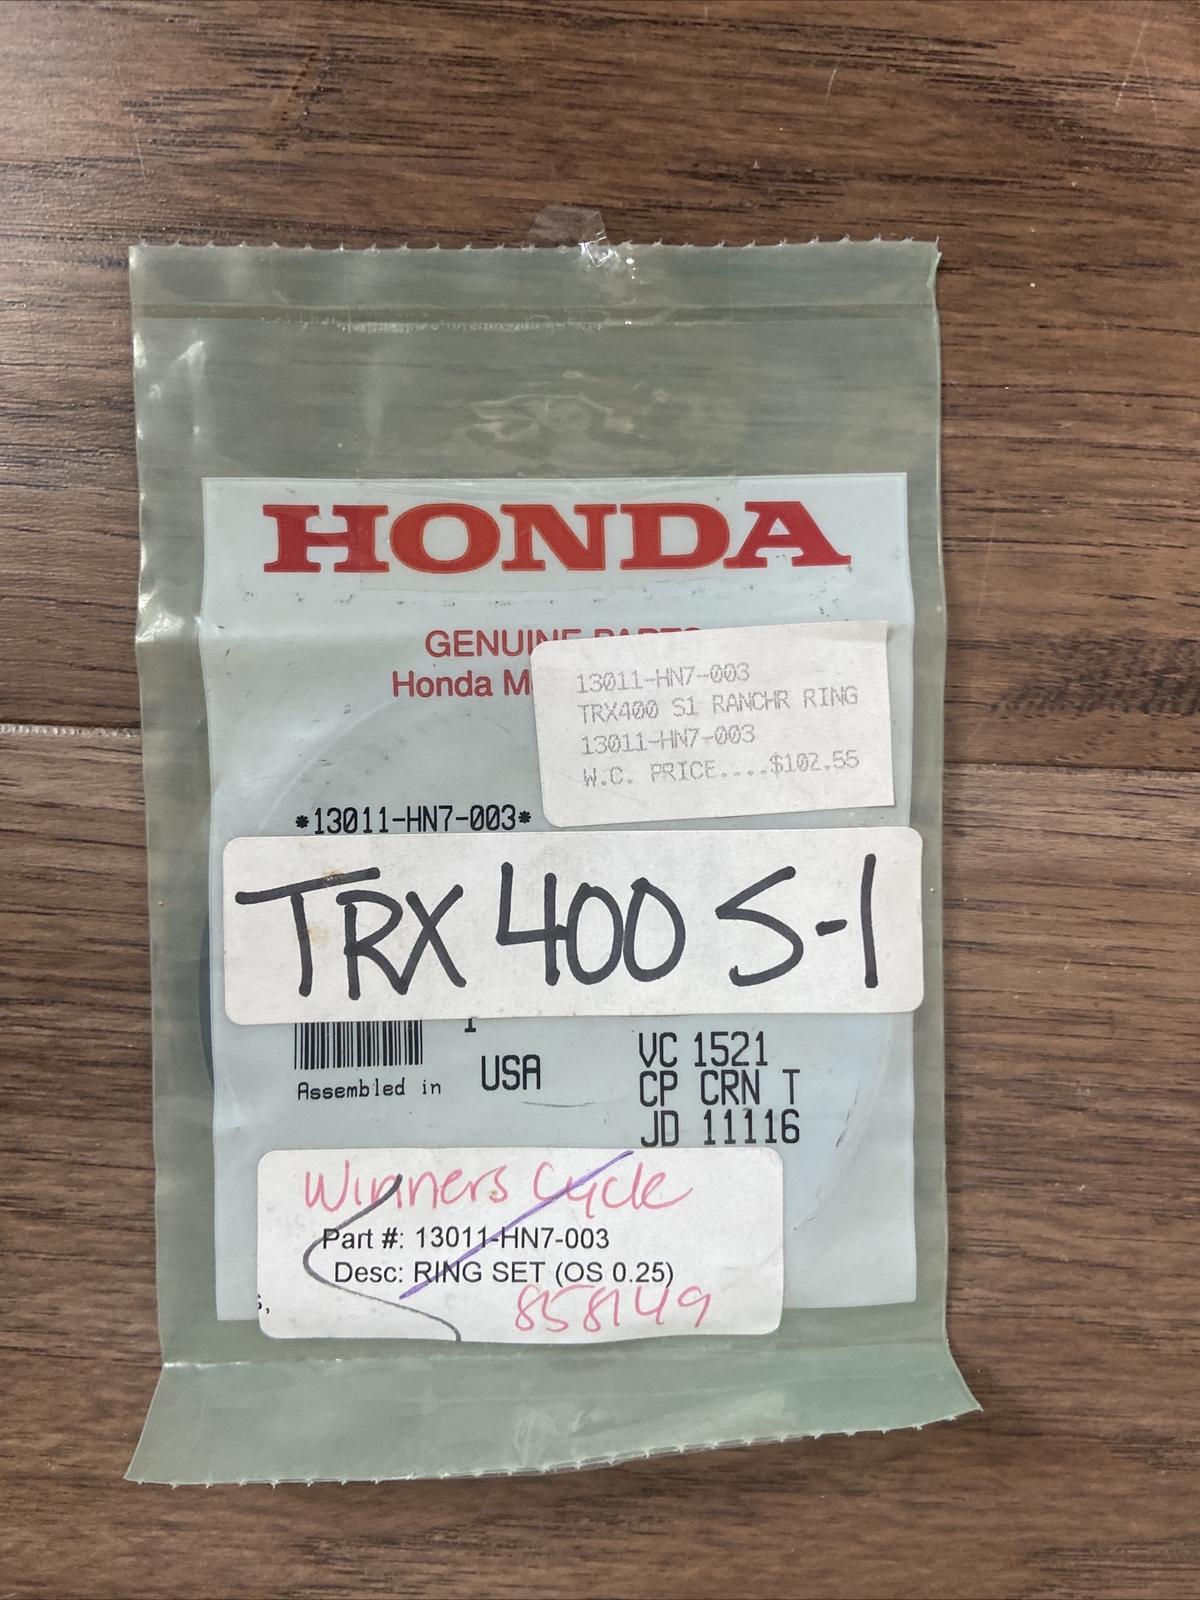 HONDA
GENUINE PARTS
Honda M
13011-HN7-003
TRX400 S1 RANCHR RING
13011-HN7-003
W.C. PRICE....$102.55
*13011-HN7-003*
TRX 400 S-1
1
Assembled in USA
VC 1521
CP CRN T
JD 11116
Winners Cycle
Part #: 13011-HN7-003
Desc: RING SET (OS 0.25)
858149